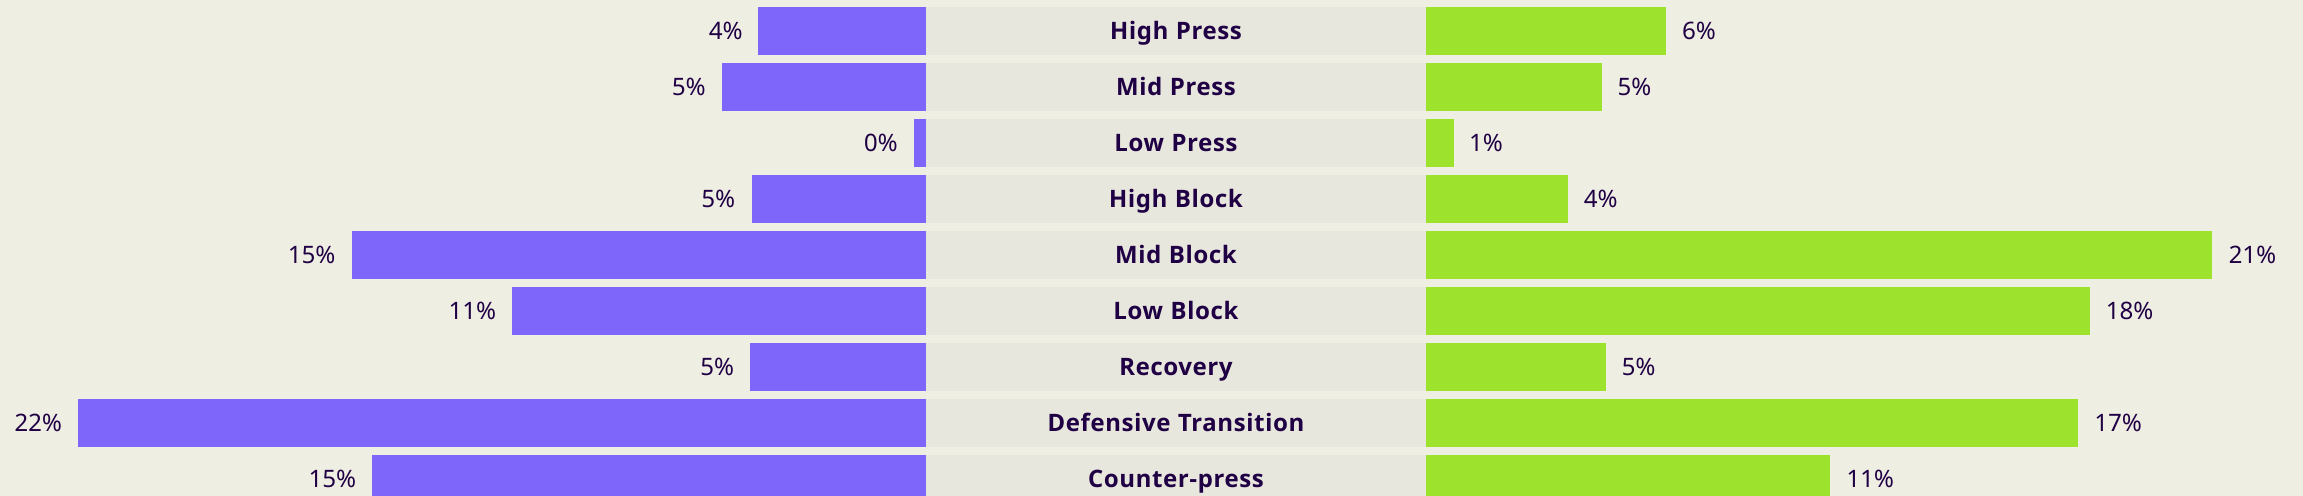 4% High Press 6%
5% Mid Press 5%
0% Low Press 1%
5% High Block 4%
15% Mid Block 21%
11% Low Block 18%
5% Recovery 5%
22% Defensive Transition 17%
15% Counter-press 11%